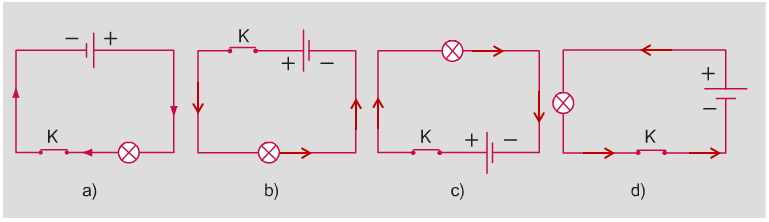 − +
K
a)
K
+ −
b)
K + −
c)
+
−
K
d)